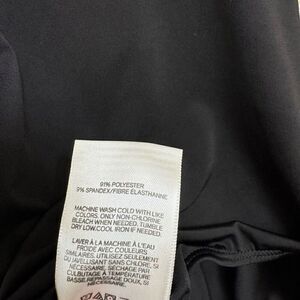 91% POLYESTER
9% SPANDEX/FIBRE ÉLASTHANNE
MACHINE WASH COLD WITH LIKE
COLORS. ONLY NON-CHLORINE
BLEACH WHEN NEEDED. TUMBLE
DRY LOW. COOL IRON IF NEEDED.
LAVER À LA MACHINE À L'EAU
FROIDE AVEC COULEURS
SIMILAIRES. UTILISEZ SEULEMENT
DU JAVELLISANT SANS CHLORE, SI
NÉCESSAIRE. SÉCHAGE PAR
CULBUTAGE À TEMPÉRATURE
BASSE. REPASSAGE DOUX, SI
NÉCESSAIRE.